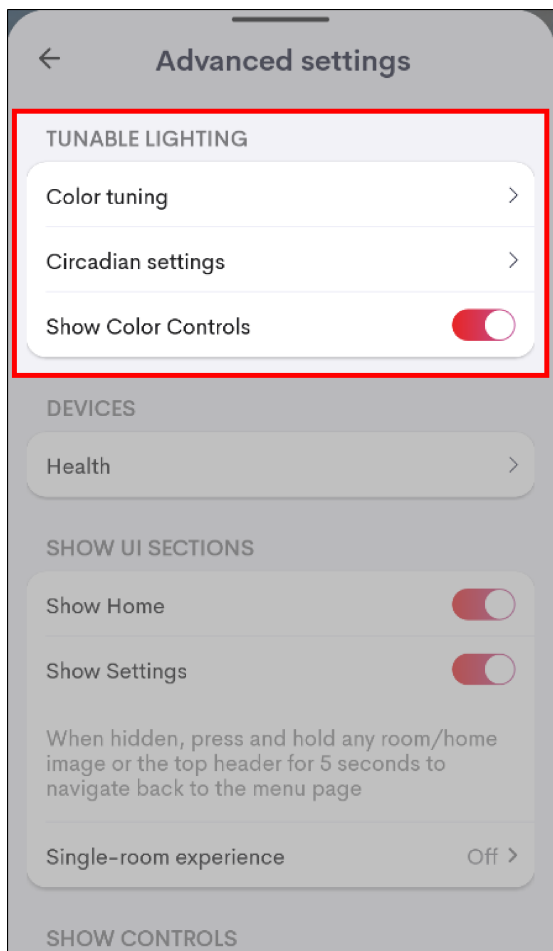 Advanced settings
TUNABLE LIGHTING
Color tuning
Circadian settings
Show Color Controls
DEVICES
Health
SHOW UI SECTIONS
Show Home
Show Settings
When hidden, press and hold any room/home
image or the top header for 5 seconds to
navigate back to the menu page
Single-room experience Off
SHOW CONTROLS